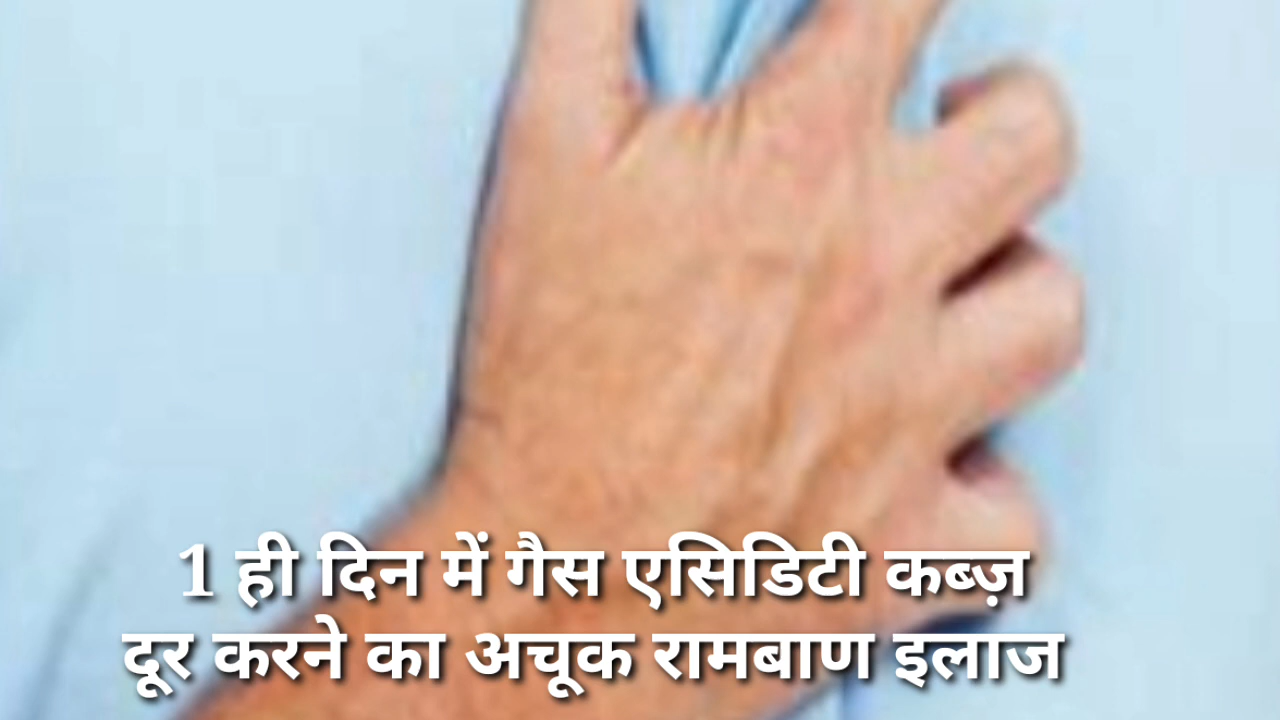 1 ही दिन में गैस एसिडिटी कब्ज़
दूर करने का अचूक रामबाण इलाज